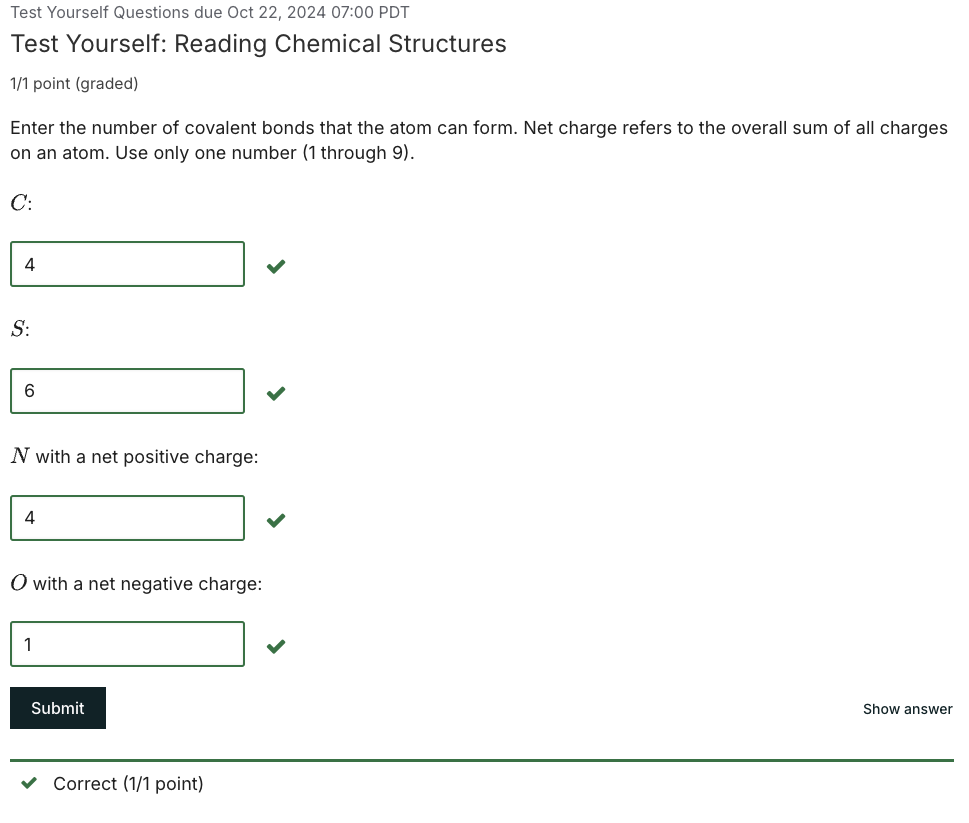 Test Yourself Questions due Oct 22, 2024 07:00 PDT
Test Yourself: Reading Chemical Structures
1/1 point (graded)
Enter the number of covalent bonds that the atom can form. Net charge refers to the overall sum of all charges
on an atom. Use only one number (1 through 9).
C:
4
S:
6
N with a net positive charge:
4
O with a net negative charge:
1
Submit
Show answer
Correct (1/1 point)